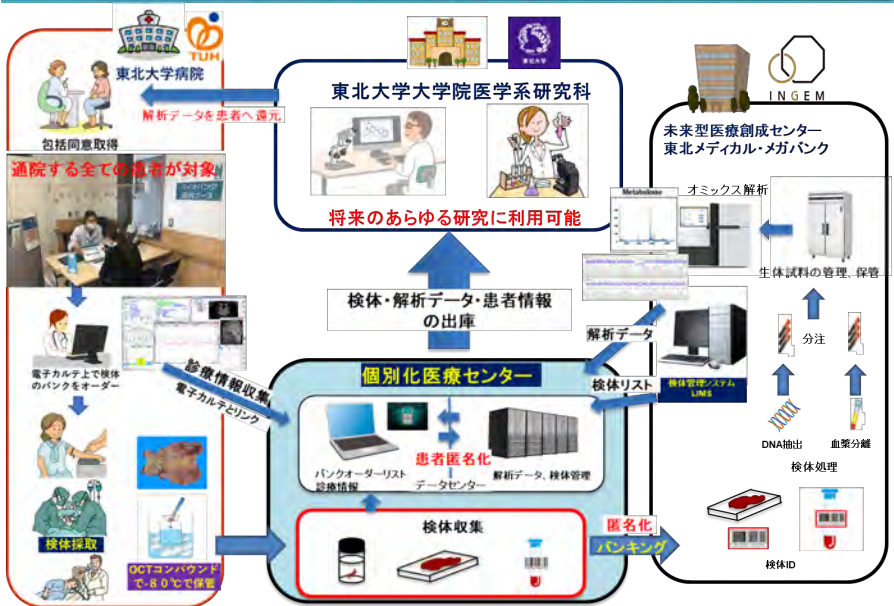 TUH
東北大学病院
包括同意取得
通院する全ての患者が対象
電子カルテ上で検体
のバンクをオーダー
検体採取
OCTコンパウンド
で-80℃で保管
解析データを患者へ還元
東北大学
東北大学大学院医学系研究科
将来のあらゆる研究に利用可能
検体・解析データ・患者情報
の出庫
診療情報収集
電子カルテとリンク
個別化医療センター
患者匿名化
バンクオーダーリスト
診療情報
データセンター
解析データ、検体管理
検体収集
匿名化
バンキング
解析データ
検体リスト
INGEM
未来型医療創成センター
東北メディカル・メガバンク
Metabolome
オミックス解析
生体試料の管理、保管
分注
検体管理システム
LIMS
DNA抽出
血漿分離
検体処理
検体ID